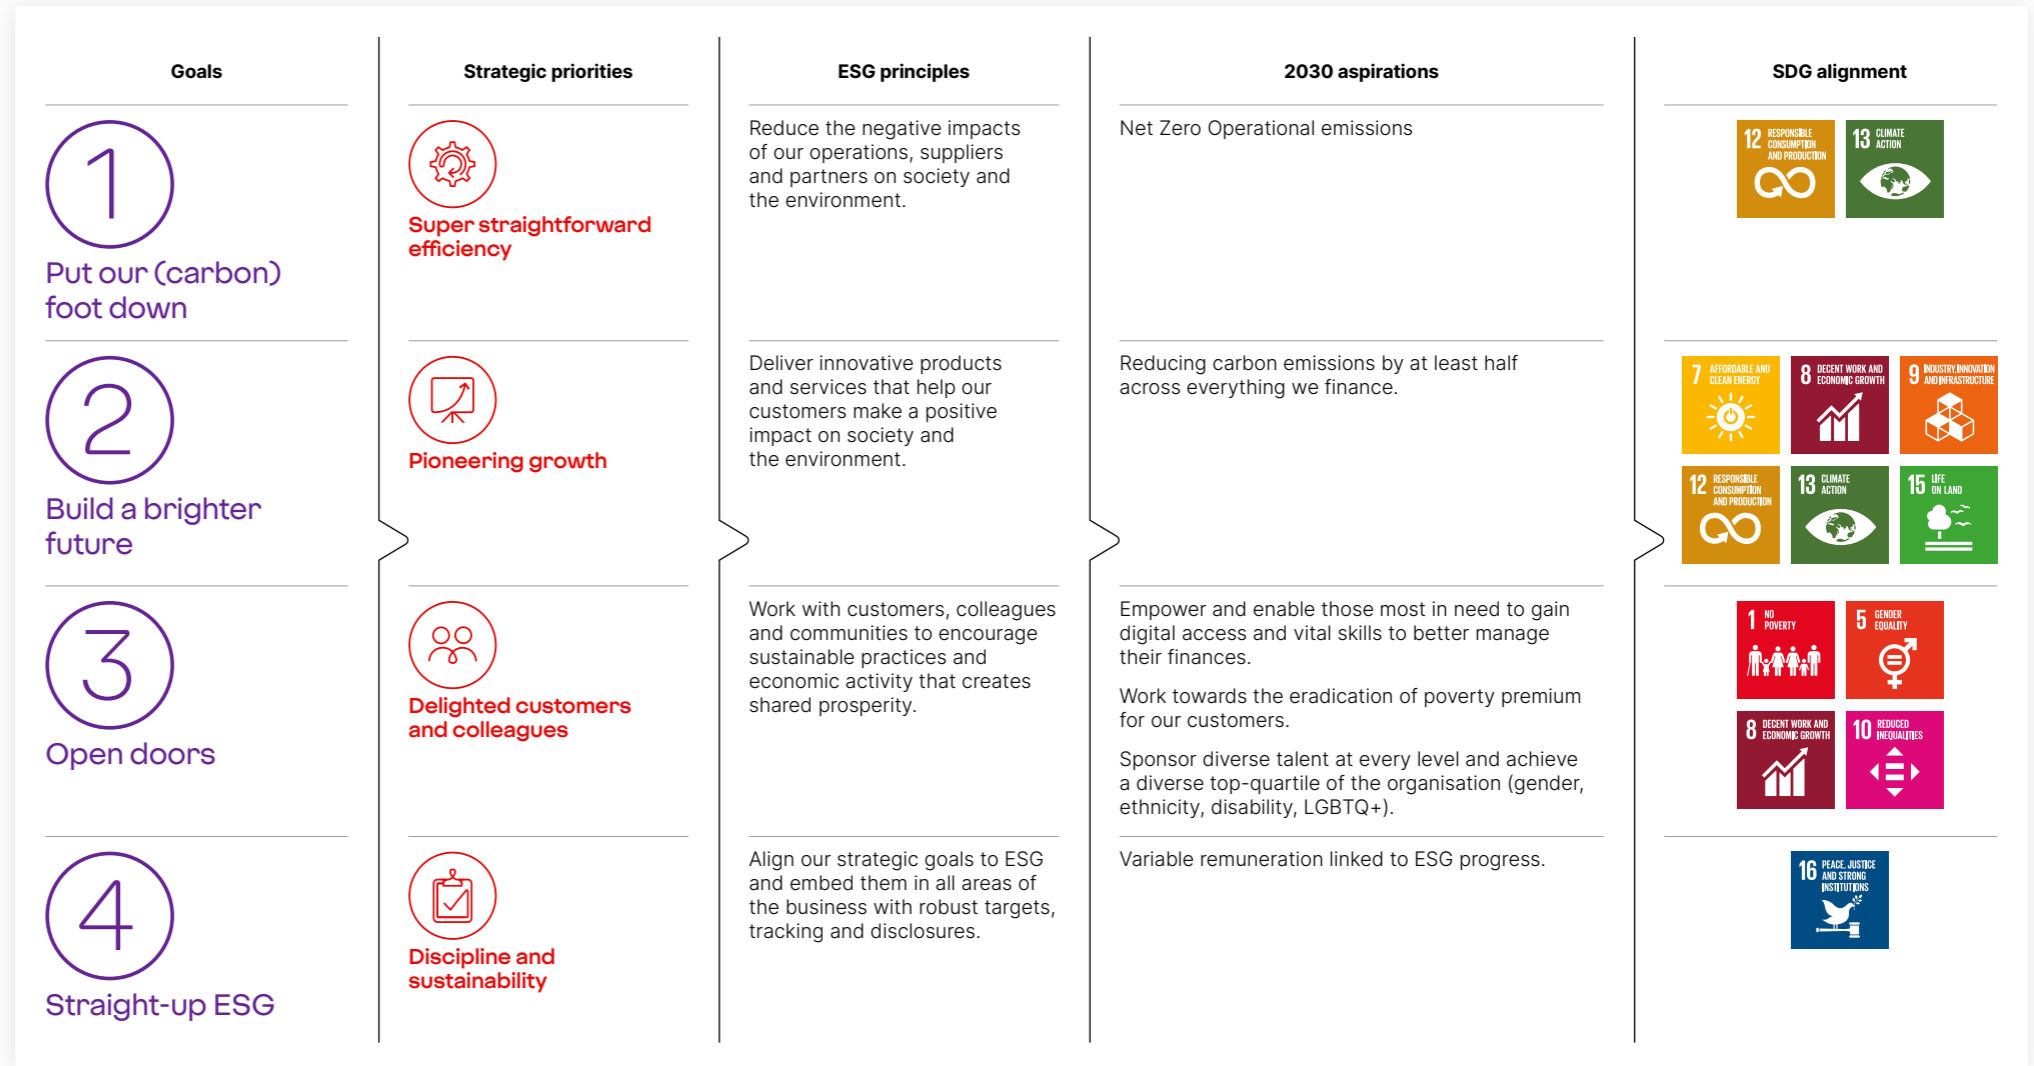 Goals
Strategic priorities
ESG principles
2030 aspirations
SDG alignment
1
Put our (carbon)
foot down
Super straightforward
efficiency
Reduce the negative impacts
of our operations, suppliers
and partners on society and
the environment.
Net Zero Operational emissions
12 RESPONSIBLE
CONSUMPTION
AND PRODUCTION
13 CLIMATE
ACTION
2
Build a brighter
future
Pioneering growth
Deliver innovative products
and services that help our
customers make a positive
impact on society and
the environment.
Reducing carbon emissions by at least half
across everything we finance.
7 AFFORDABLE AND
CLEAN ENERGY
8 DECENT WORK AND
ECONOMIC GROWTH
9 INDUSTRY, INNOVATION
AND INFRASTRUCTURE
12 RESPONSIBLE
CONSUMPTION
AND PRODUCTION
13 CLIMATE
ACTION
15 LIFE
ON LAND
3
Open doors
Delighted customers
and colleagues
Work with customers, colleagues
and communities to encourage
sustainable practices and
economic activity that creates
shared prosperity.
Empower and enable those most in need to gain
digital access and vital skills to better manage
their finances.
Work towards the eradication of poverty premium
for our customers.
Sponsor diverse talent at every level and achieve
a diverse top-quartile of the organisation (gender,
ethnicity, disability, LGBTQ+).
1 NO
POVERTY
5 GENDER
EQUALITY
8 DECENT WORK AND
ECONOMIC GROWTH
10 REDUCED
INEQUALITIES
4
Straight-up ESG
Discipline and
sustainability
Align our strategic goals to ESG
and embed them in all areas of
the business with robust targets,
tracking and disclosures.
Variable remuneration linked to ESG progress.
16 PEACE, JUSTICE
AND STRONG
INSTITUTIONS